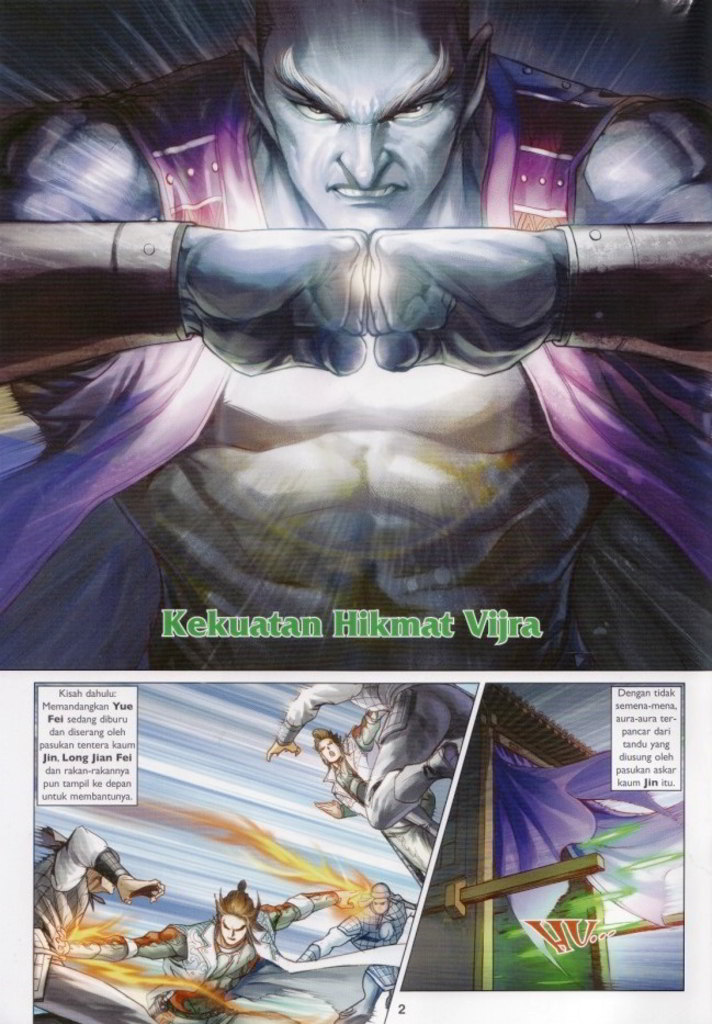 Kekuatan Hikmat Vijra
Kisah dahulu:
Memandangkan Yue
Fei sedang diburu
dan diserang oleh
pasukan tentera kaum
Jin, Long Jian Fei
dan rakan-rakannya
pun tampil ke depan
untuk membantunya.
Dengan tidak
semena-mena,
aura-aura ter-
pancar dari
tandu yang
diusung oleh
pasukan askar
kaum Jin itu.
HU...
2